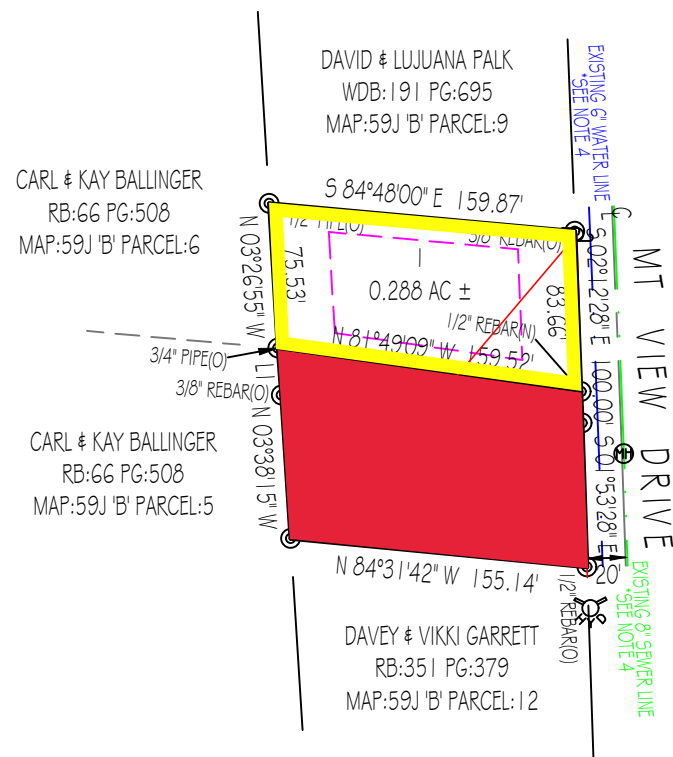 DAVID & LUJUANA PALK
WDB:191 PG:695
MAP:59J 'B' PARCEL:9
EXISTING 6" WATER LINE
*SEE NOTE 4
CARL & KAY BALLINGER
RB:66 PG:508
MAP:59J 'B' PARCEL:6
S 84°48'00" E 159.87'
1/2" PIPE(O)
5/8" REBAR(O)
N 03°26'55" W
75.53'
1
0.288 AC ±
83.66'
S 02°12'28" E 100.00'
MT VIEW DRIVE
1/2" REBAR(N)
N 81°49'09" W 159.52'
3/4" PIPE(O)
3/8" REBAR(O)
N 03°38'15" W
CARL & KAY BALLINGER
RB:66 PG:508
MAP:59J 'B' PARCEL:5
S 01°53'28" E
MH
N 84°31'42" W 155.14'
20'
1/2" REBAR(O)
EXISTING 8" SEWER LINE
*SEE NOTE 4
DAVEY & VIKKI GARRETT
RB:351 PG:379
MAP:59J 'B' PARCEL:12